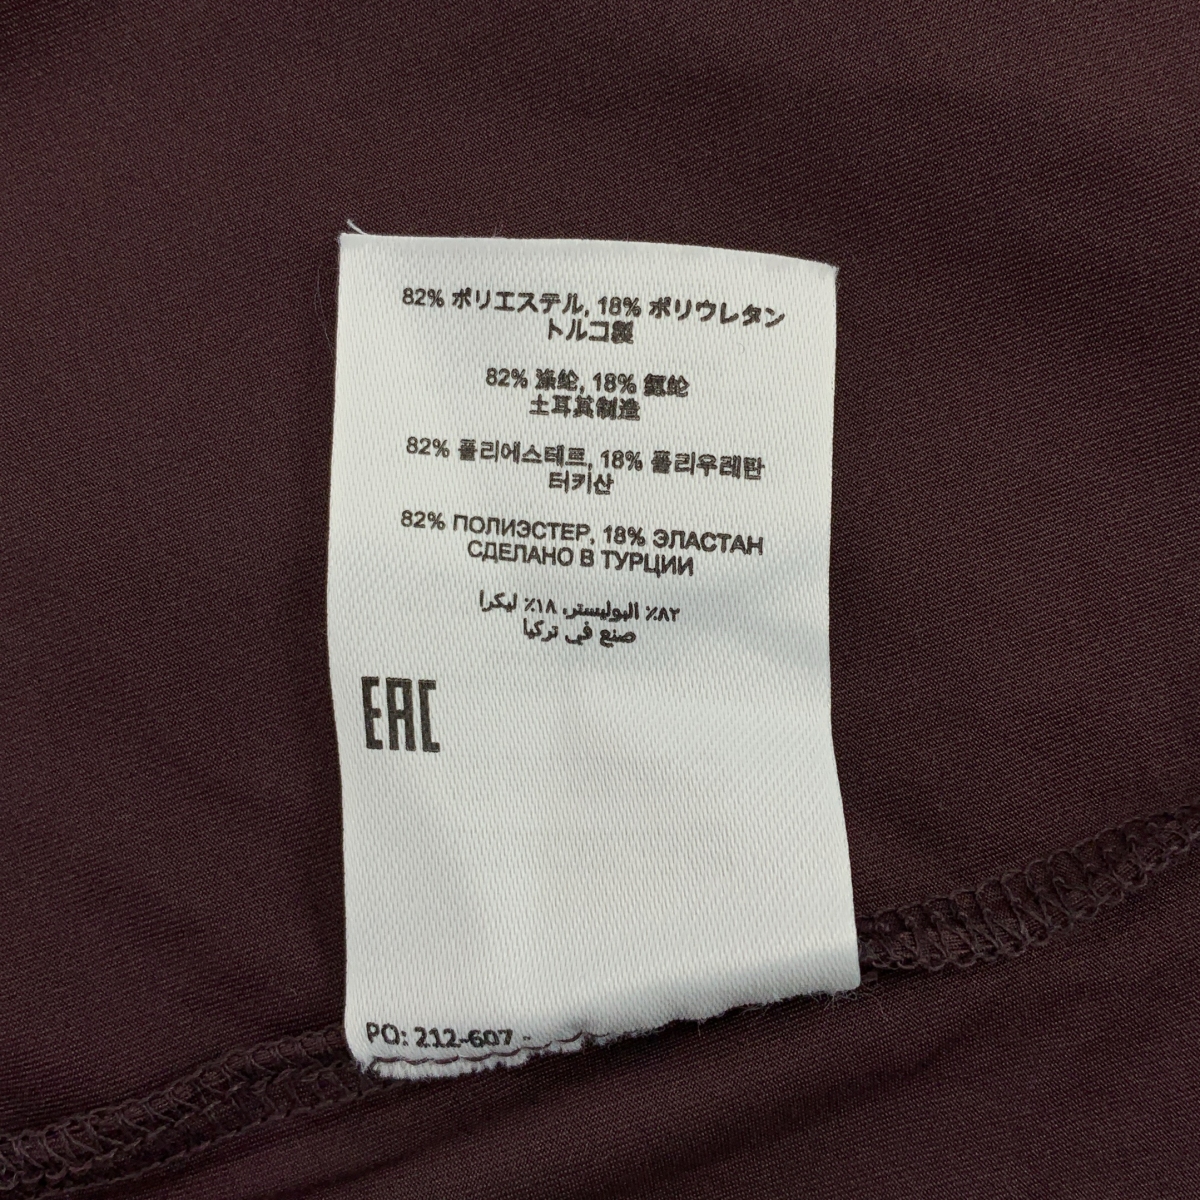 82% ポリエステル, 18% ポリウレタン
トルコ製
82% 涤纶, 18% 氨纶
土耳其制造
82% 폴리에스테르, 18% 폴리우레탄
터키산
82% ПОЛИЭСТЕР, 18% ЭЛАСТАН
СДЕЛАНО В ТУРЦИИ
٨٢٪ البوليستر، ١٨٪ ليكرا
صنع في تركيا
EAC
PO: 212-607 -